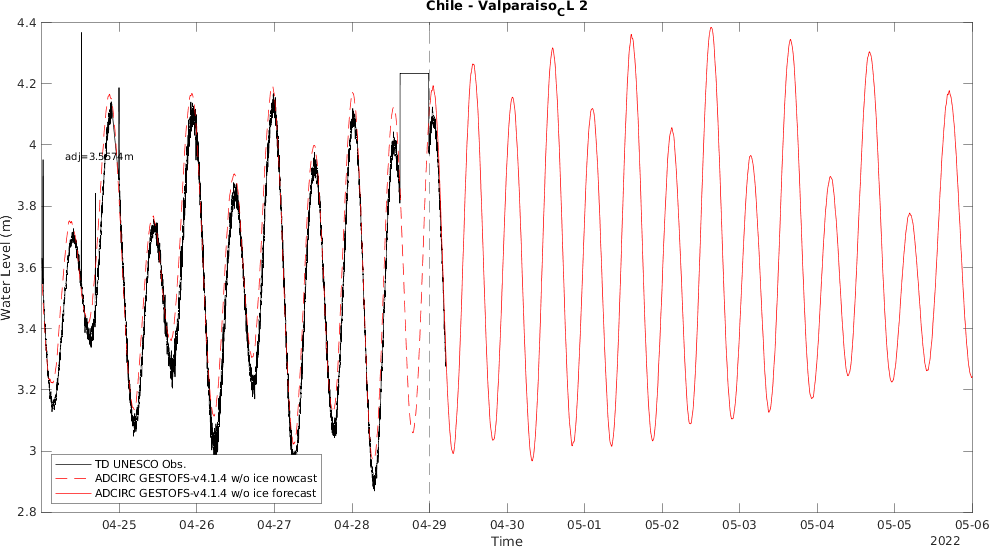 Chile - ValparaisoCL 2
4.4
4.2
4
3.8
3.6
3.4
3.2
3
2.8
Water Level (m)
adj=3.5674m
TD UNESCO Obs.
ADCIRC GESTOFS-v4.1.4 w/o ice nowcast
ADCIRC GESTOFS-v4.1.4 w/o ice forecast
04-25 04-26 04-27 04-28 04-29 04-30 05-01 05-02 05-03 05-04 05-05 05-06
Time
2022